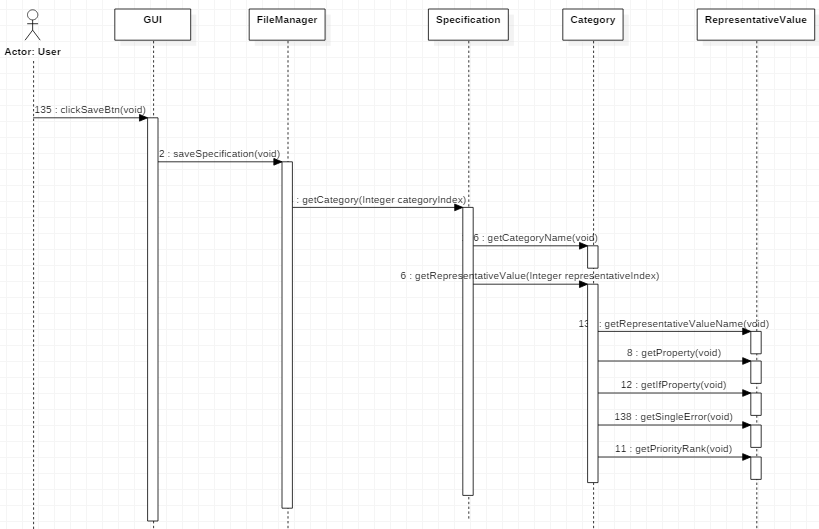 GUI
FileManager
Specification
Category
RepresentativeValue
Actor: User
135 : clickSaveBtn(void)
2 : saveSpecification(void)
: getCategory(Integer categoryIndex)
6 : getCategoryName(void)
6 : getRepresentativeValue(Integer representativeIndex)
: getRepresentativeValueName(void)
8 : getProperty(void)
12 : getIfProperty(void)
138 : getSingleError(void)
11 : getPriorityRank(void)